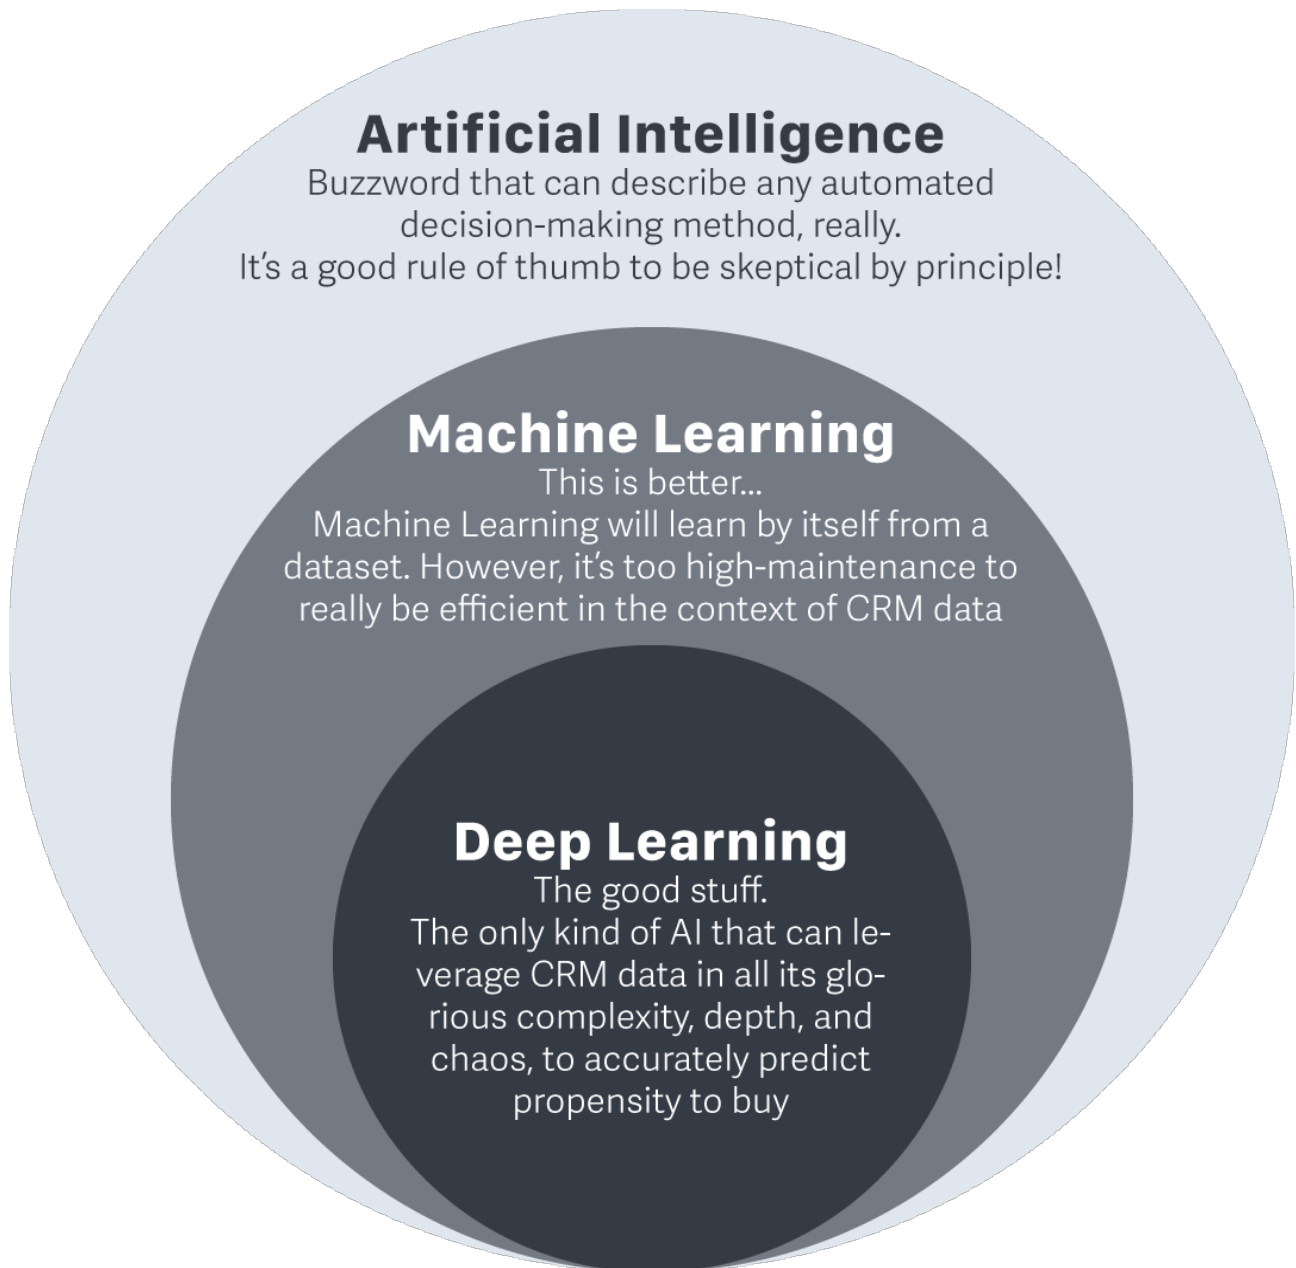 Artificial Intelligence
Buzzword that can describe any automated
decision-making method, really.
It’s a good rule of thumb to be skeptical by principle!
Machine Learning
This is better...
Machine Learning will learn by itself from a
dataset. However, it’s too high-maintenance to
really be efficient in the context of CRM data
Deep Learning
The good stuff.
The only kind of AI that can le-
verage CRM data in all its glo-
rious complexity, depth, and
chaos, to accurately predict
propensity to buy